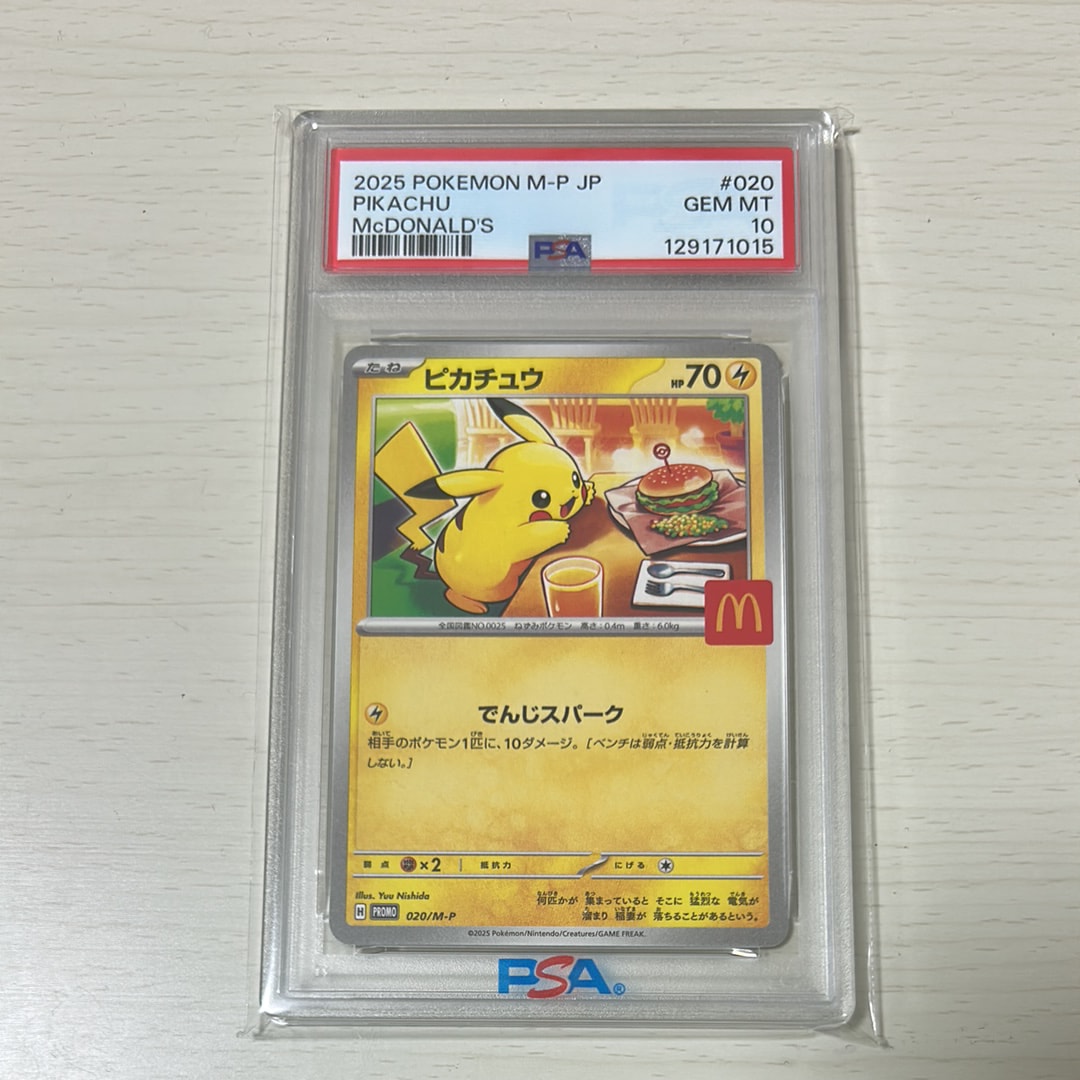 2025 POKEMON M-P JP #020
PIKACHU GEM MT
McDONALD'S 10
PSA 129171015
たね ピカチュウ HP70
全国図鑑NO.0025 ねずみポケモン 高さ:0.4m 重さ:6.0kg
でんじスパーク
相手のポケモン1匹に、10ダメージ。[ベンチは弱点・抵抗力を計算
しない。]
弱点 ×2 抵抗力 にげる
Illus. Yuu Nishida
何匹かが 集まっていると そこに 猛烈な 電気が
溜まり 稲妻が 落ちることがあるという。
H PROMO 020/M-P
©2025 Pokémon/Nintendo/Creatures/GAME FREAK.
PSA®